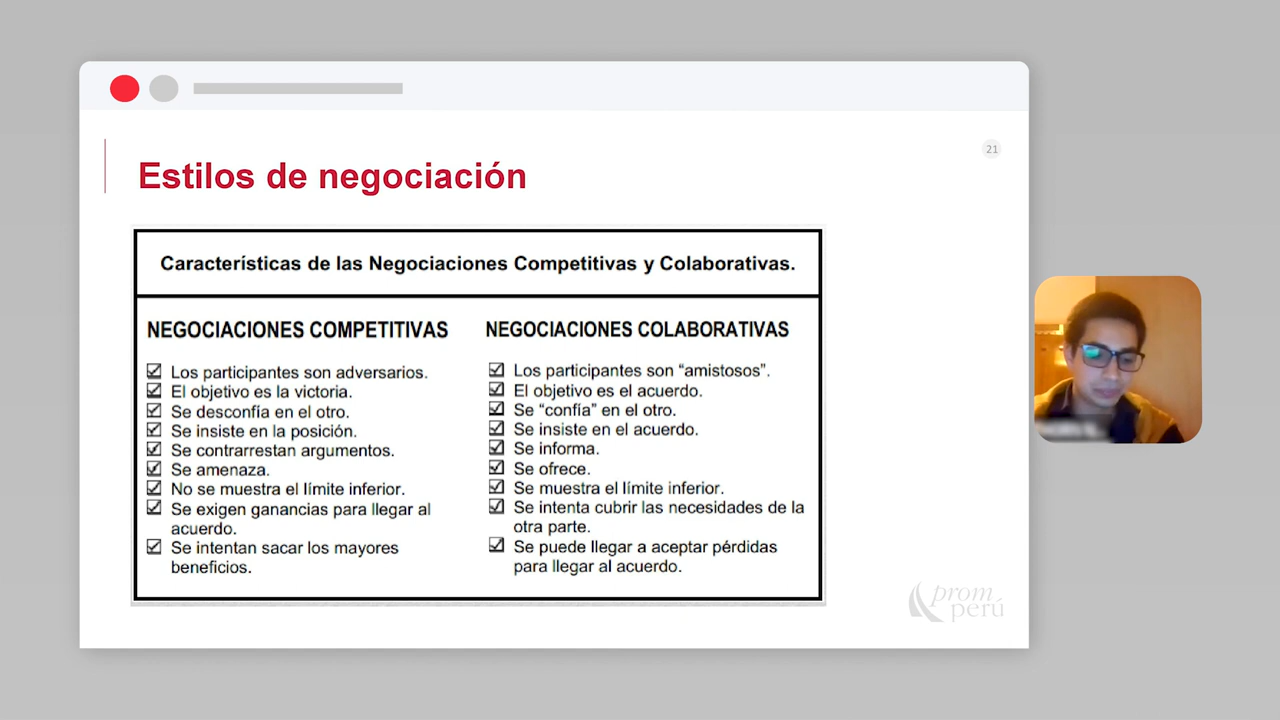 21
Estilos de negociación
Características de las Negociaciones Competitivas y Colaborativas.
NEGOCIACIONES COMPETITIVAS
Los participantes son adversarios.
El objetivo es la victoria.
Se desconfía en el otro.
Se insiste en la posición.
Se contrarrestan argumentos.
Se amenaza.
No se muestra el límite inferior.
Se exigen ganancias para llegar al
acuerdo.
Se intentan sacar los mayores
beneficios.
NEGOCIACIONES COLABORATIVAS
Los participantes son “amistosos”.
El objetivo es el acuerdo.
Se “confía” en el otro.
Se insiste en el acuerdo.
Se informa.
Se ofrece.
Se muestra el límite inferior.
Se intenta cubrir las necesidades de la
otra parte.
Se puede llegar a aceptar pérdidas
para llegar al acuerdo.
prom
perú